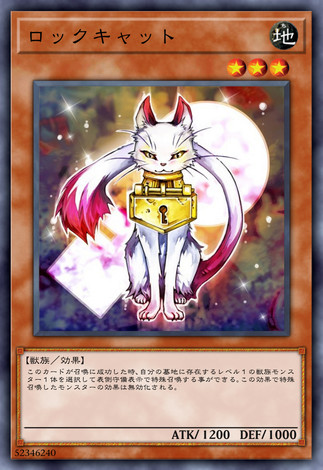 ロックキャット
地
【獣族／効果】
このカードが召喚に成功した時、自分の墓地に存在するレベル１の獣族モン
スター１体を選択して表側守備表示で特殊召喚する事ができる。この効果で特殊
召喚したモンスターの効果は無効化される。
ATK/1200 DEF/1000
52346240